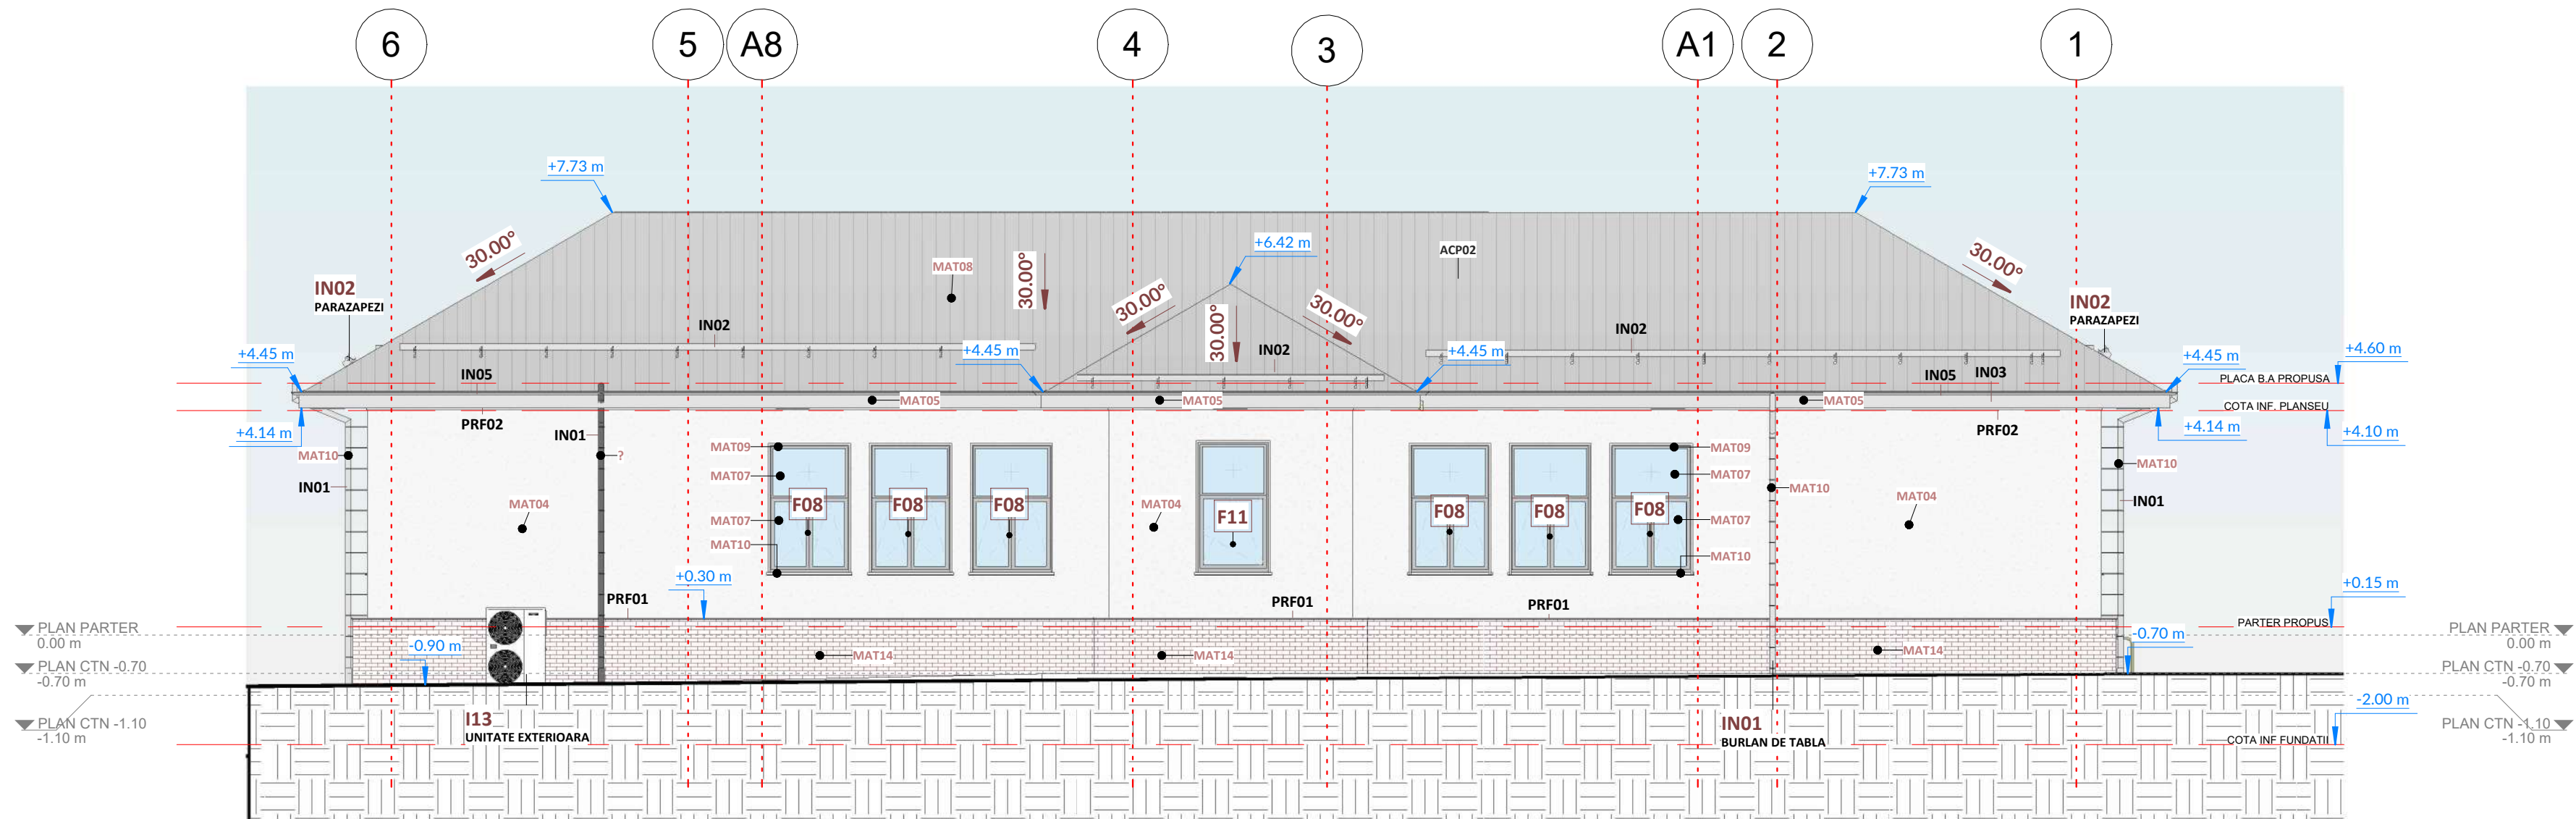 6
5
A8
4
3
A1
2
1
+7.73 m
+7.73 m
30.00°
+6.42 m
ACP02
30.00°
MAT08
30.00°
30.00°
30.00°
30.00°
IN02
PARAZAPEZI
IN02
PARAZAPEZI
IN02
IN02
IN02
+4.45 m
+4.45 m
+4.45 m
+4.45 m
+4.60 m
IN05
IN05
IN03
PLACA B.A PROPUSA
MAT05
MAT05
MAT05
COTA INF. PLANSEU
+4.14 m
PRF02
IN01
PRF02
+4.14 m
+4.10 m
MAT10
?
MAT09
MAT09
MAT10
MAT07
MAT07
IN01
MAT10
IN01
MAT04
F08
F08
F08
MAT04
F11
F08
F08
F08
MAT04
MAT07
MAT07
MAT10
MAT10
+0.30 m
+0.15 m
PRF01
PRF01
PRF01
PLAN PARTER
0.00 m
PARTER PROPUS
PLAN PARTER
0.00 m
-0.90 m
-0.70 m
MAT14
MAT14
MAT14
PLAN CTN -0.70
-0.70 m
PLAN CTN -0.70
-0.70 m
-2.00 m
PLAN CTN -1.10
-1.10 m
I13
UNITATE EXTERIOARA
IN01
BURLAN DE TABLA
COTA INF FUNDATII
PLAN CTN -1.10
-1.10 m